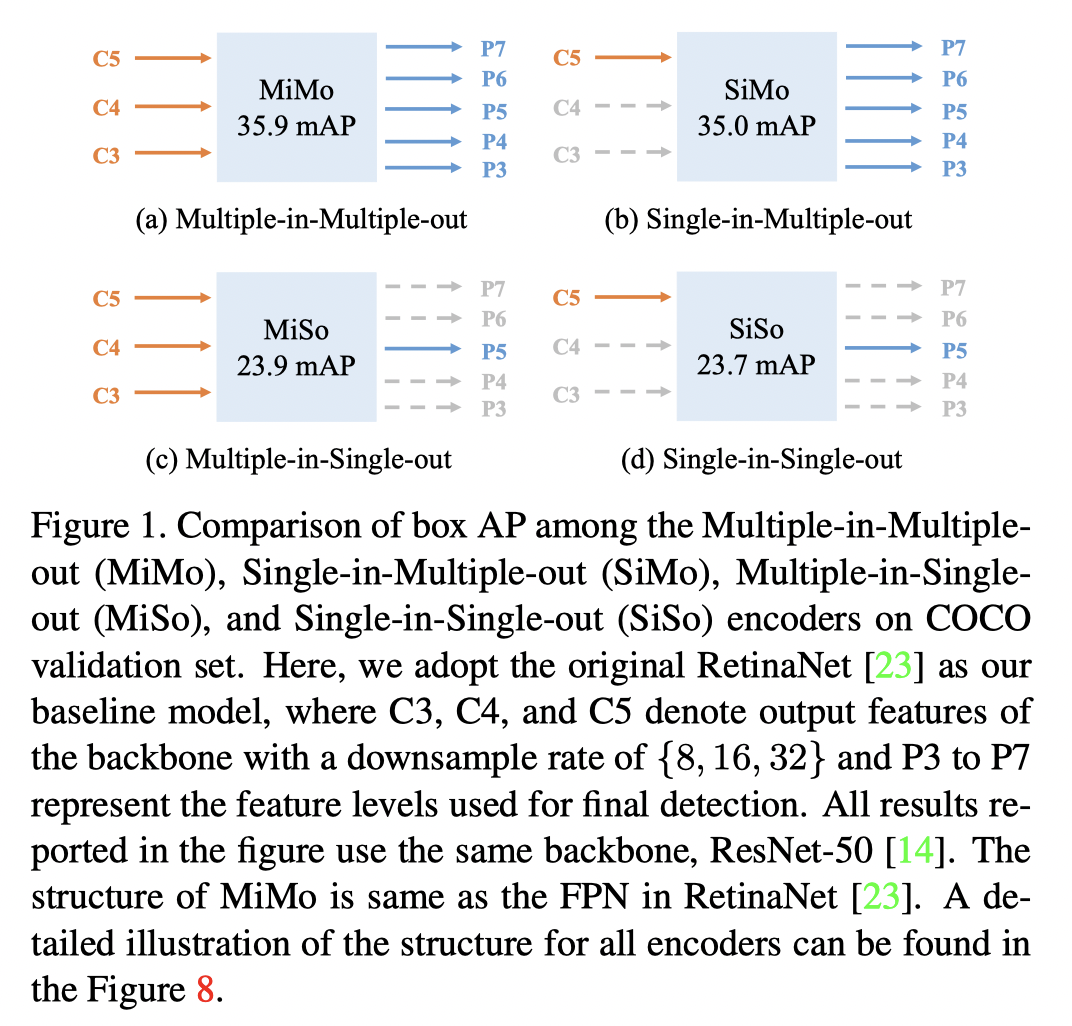 C5
C4
C3
MiMo
35.9 mAP
P7
P6
P5
P4
P3
(a) Multiple-in-Multiple-out
C5
C4
C3
SiMo
35.0 mAP
P7
P6
P5
P4
P3
(b) Single-in-Multiple-out
C5
C4
C3
MiSo
23.9 mAP
P7
P6
P5
P4
P3
(c) Multiple-in-Single-out
C5
C4
C3
SiSo
23.7 mAP
P7
P6
P5
P4
P3
(d) Single-in-Single-out
Figure 1. Comparison of box AP among the Multiple-in-Multiple-
out (MiMo), Single-in-Multiple-out (SiMo), Multiple-in-Single-
out (MiSo), and Single-in-Single-out (SiSo) encoders on COCO
validation set. Here, we adopt the original RetinaNet [23] as our
baseline model, where C3, C4, and C5 denote output features of
the backbone with a downsample rate of {8, 16, 32} and P3 to P7
represent the feature levels used for final detection. All results re-
ported in the figure use the same backbone, ResNet-50 [14]. The
structure of MiMo is same as the FPN in RetinaNet [23]. A de-
tailed illustration of the structure for all encoders can be found in
the Figure 8.